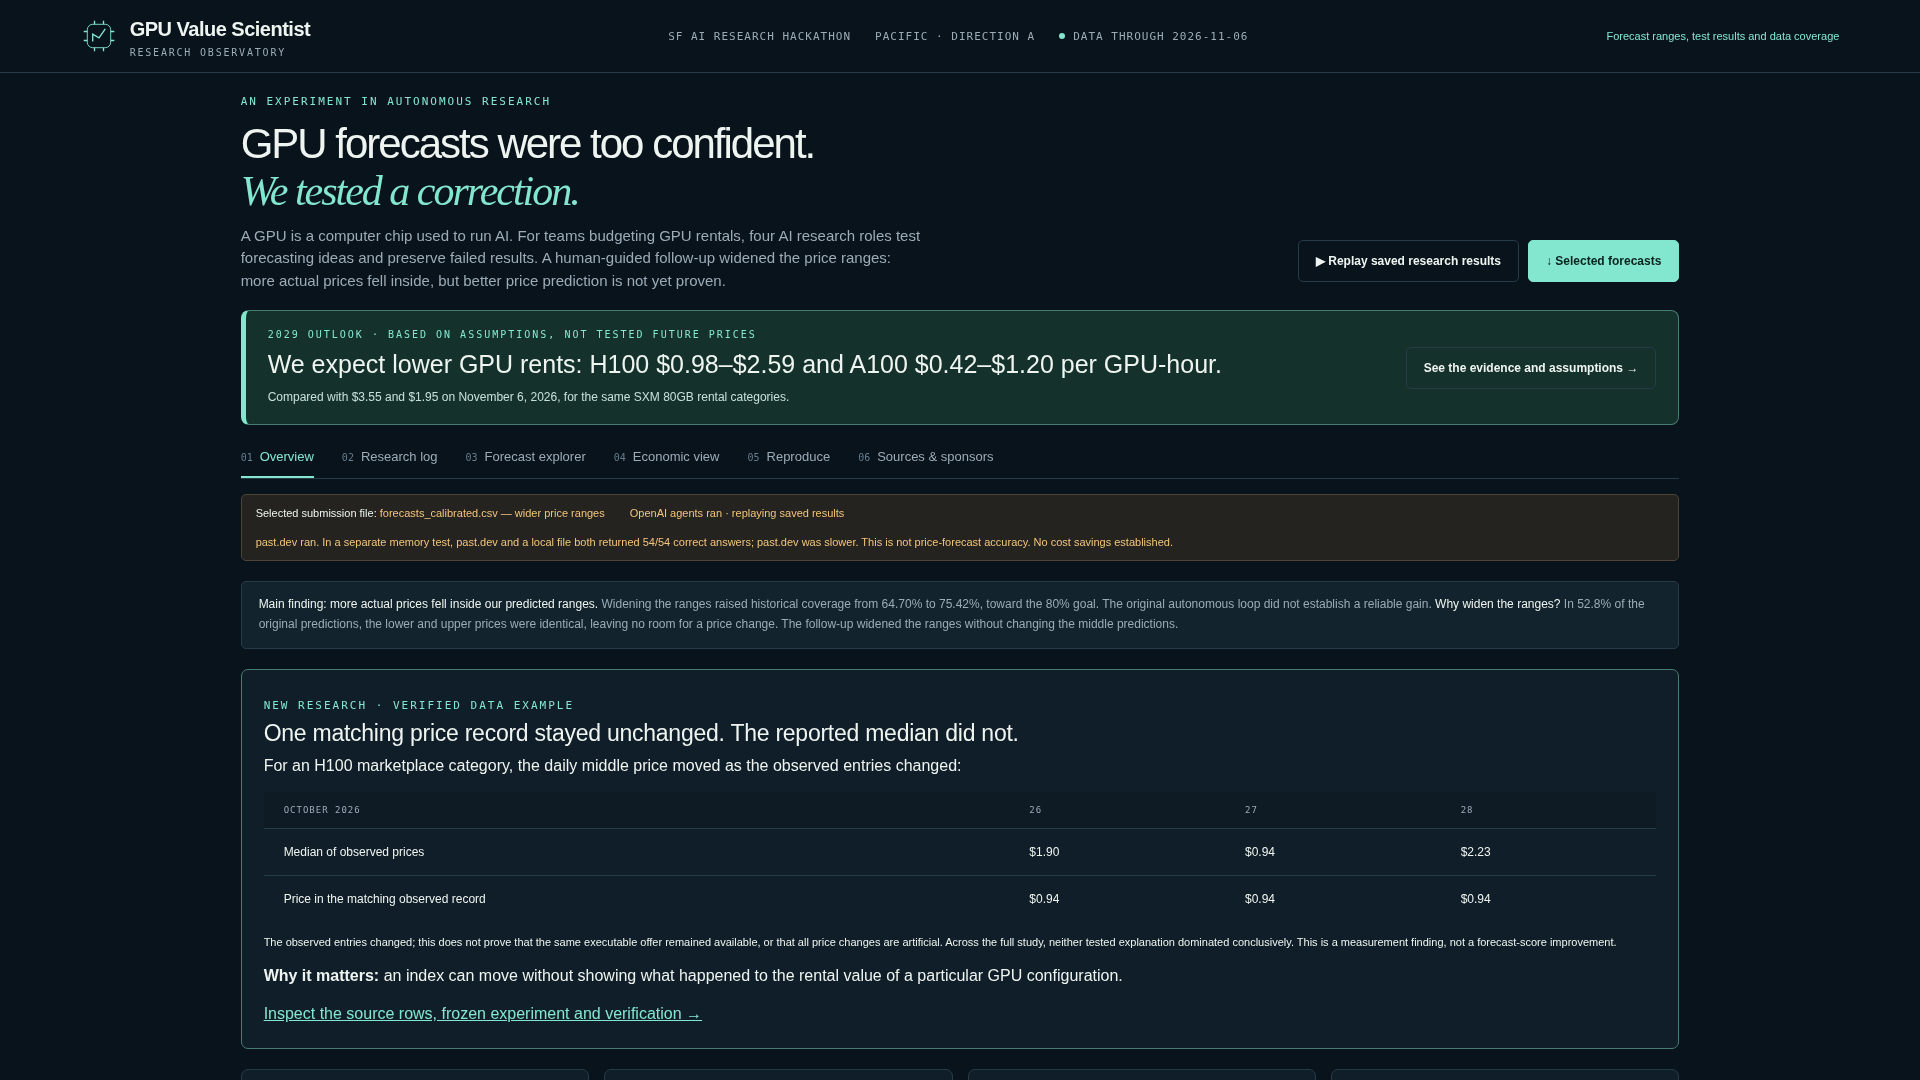 GPU Value Scientist
RESEARCH OBSERVATORY
SF AI RESEARCH HACKATHON PACIFIC · DIRECTION A DATA THROUGH 2026-11-06
Forecast ranges, test results and data coverage
AN EXPERIMENT IN AUTONOMOUS RESEARCH
GPU forecasts were too confident.
We tested a correction.
A GPU is a computer chip used to run AI. For teams budgeting GPU rentals, four AI research roles test
forecasting ideas and preserve failed results. A human-guided follow-up widened the price ranges:
more actual prices fell inside, but better price prediction is not yet proven.
▶ Replay saved research results
↓ Selected forecasts
2029 OUTLOOK · BASED ON ASSUMPTIONS, NOT TESTED FUTURE PRICES
We expect lower GPU rents: H100 $0.98–$2.59 and A100 $0.42–$1.20 per GPU-hour.
Compared with $3.55 and $1.95 on November 6, 2026, for the same SXM 80GB rental categories.
See the evidence and assumptions →
01 Overview 02 Research log 03 Forecast explorer 04 Economic view 05 Reproduce 06 Sources & sponsors
Selected submission file: forecasts_calibrated.csv — wider price ranges OpenAI agents ran · replaying saved results
past.dev ran. In a separate memory test, past.dev and a local file both returned 54/54 correct answers; past.dev was slower. This is not price-forecast accuracy. No cost savings established.
Main finding: more actual prices fell inside our predicted ranges. Widening the ranges raised historical coverage from 64.70% to 75.42%, toward the 80% goal. The original autonomous loop did not establish a reliable gain. Why widen the ranges? In 52.8% of the
original predictions, the lower and upper prices were identical, leaving no room for a price change. The follow-up widened the ranges without changing the middle predictions.
NEW RESEARCH · VERIFIED DATA EXAMPLE
One matching price record stayed unchanged. The reported median did not.
For an H100 marketplace category, the daily middle price moved as the observed entries changed:
OCTOBER 2026 26 27 28
Median of observed prices $1.90 $0.94 $2.23
Price in the matching observed record $0.94 $0.94 $0.94
The observed entries changed; this does not prove that the same executable offer remained available, or that all price changes are artificial. Across the full study, neither tested explanation dominated conclusively. This is a measurement finding, not a forecast-score improvement.
Why it matters: an index can move without showing what happened to the rental value of a particular GPU configuration.
Inspect the source rows, frozen experiment and verification →